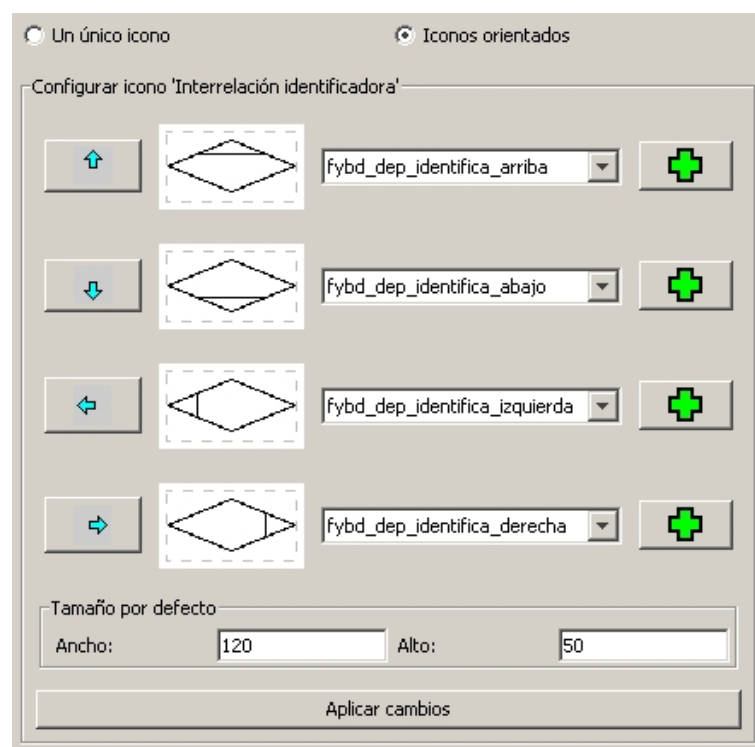 Un único icono Iconos orientados
Configurar icono 'Interrelación identificadora'
fybd_dep_identifica_arriba
fybd_dep_identifica_abajo
fybd_dep_identifica_izquierda
fybd_dep_identifica_derecha
Tamaño por defecto
Ancho: 120 Alto: 50
Aplicar cambios